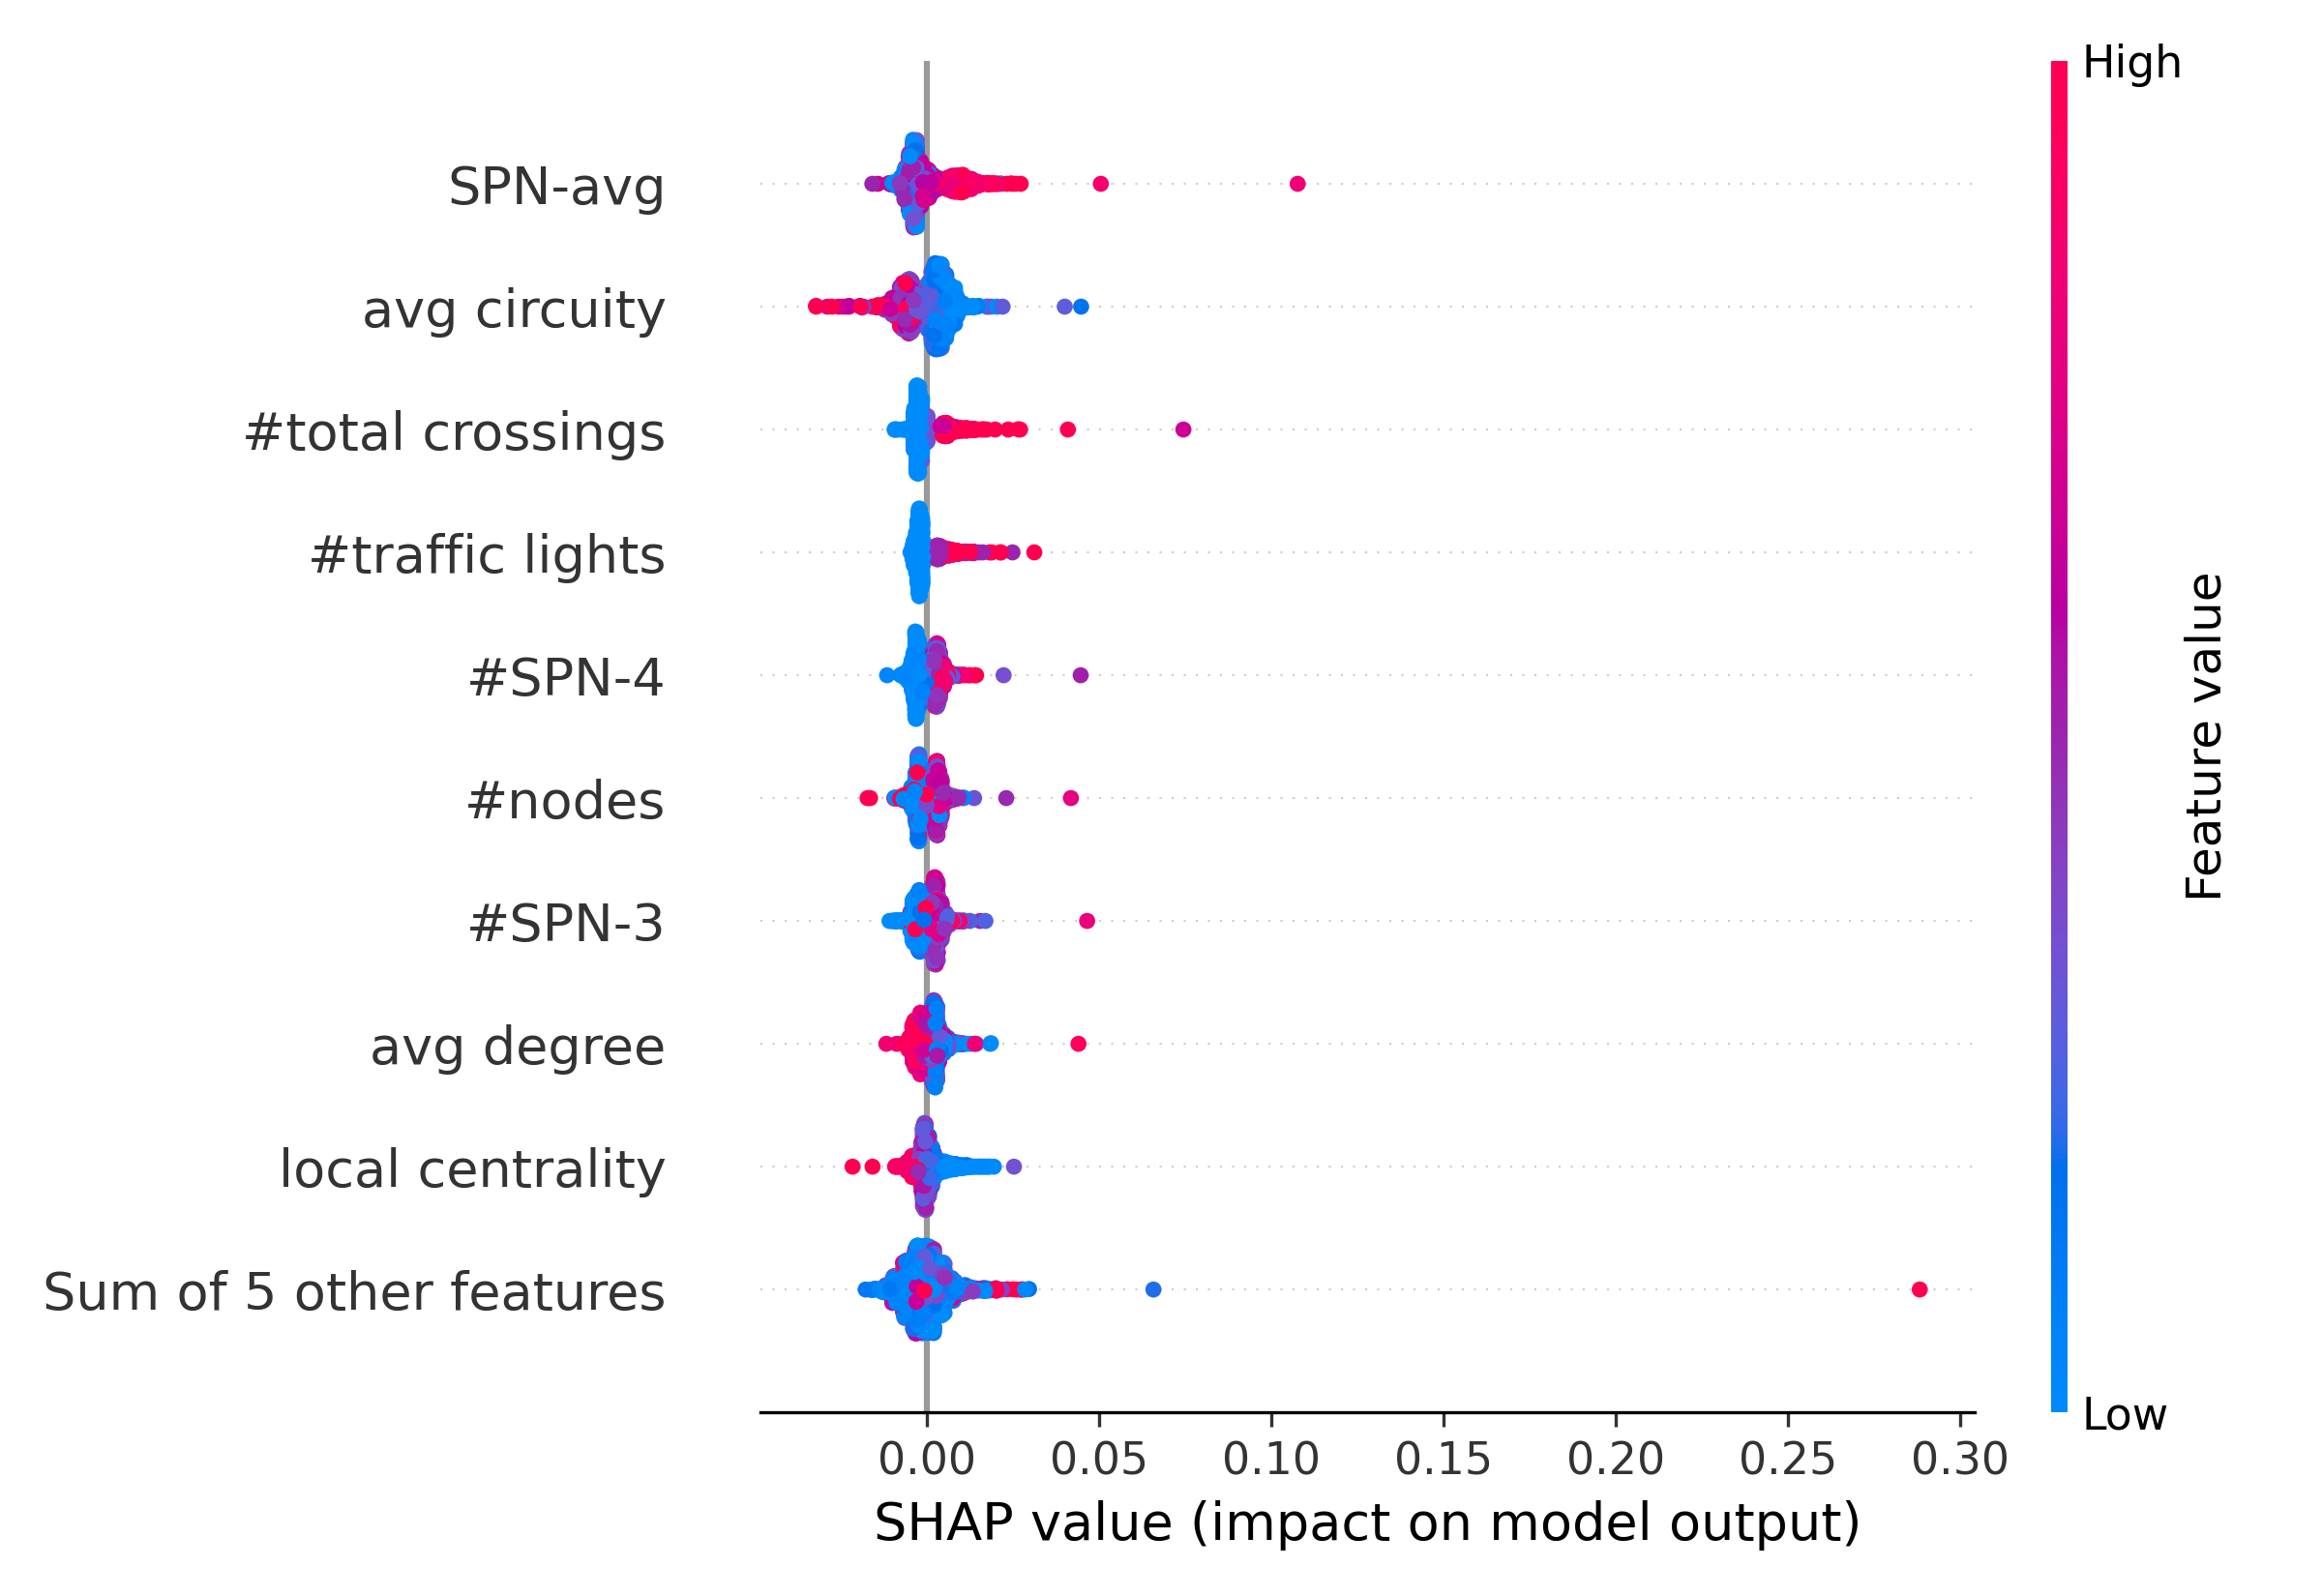 High
SPN-avg
avg circuity
#total crossings
#traffic lights
#SPN-4
#nodes
#SPN-3
avg degree
local centrality
Sum of 5 other features
Feature value
Low
0.00 0.05 0.10 0.15 0.20 0.25 0.30
SHAP value (impact on model output)